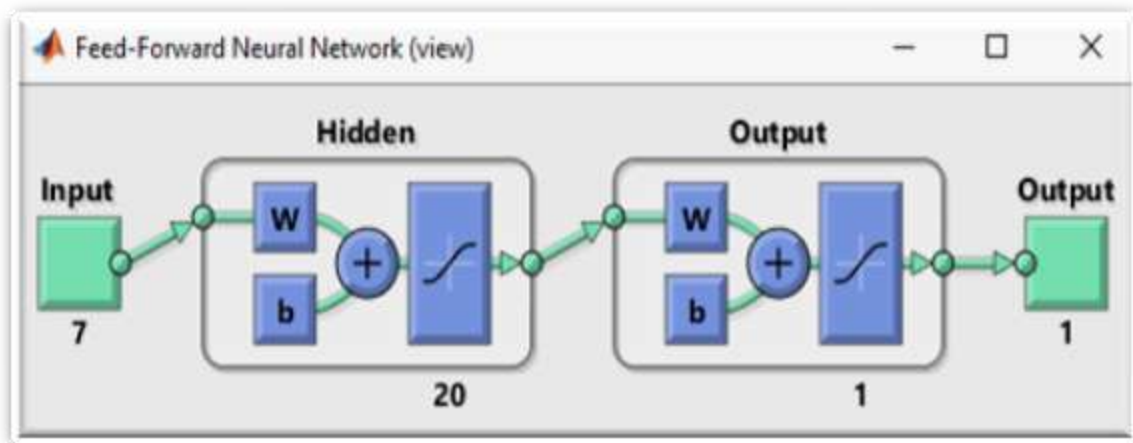 Feed-Forward Neural Network (view)
Hidden
Output
Input
Output
W
W
+
+
b
b
7
1
20
1